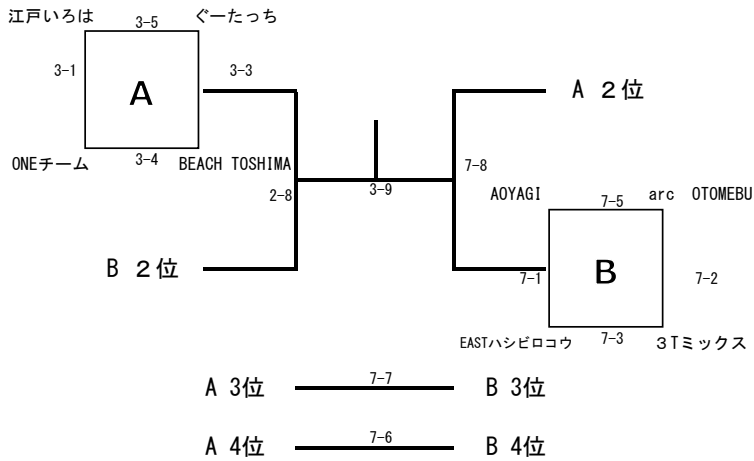 江戸いろは 3-5 ぐーたっち
3-1 A 3-3
ONEチーム 3-4 BEACH TOSHIMA
A 2位
7-8
2-8 3-9
AOYAGI 7-5 arc OTOMEBU
B 2位
7-1 B 7-2
EASTハシビロコウ 7-3 3Tミックス
A 3位 7-7 B 3位
A 4位 7-6 B 4位